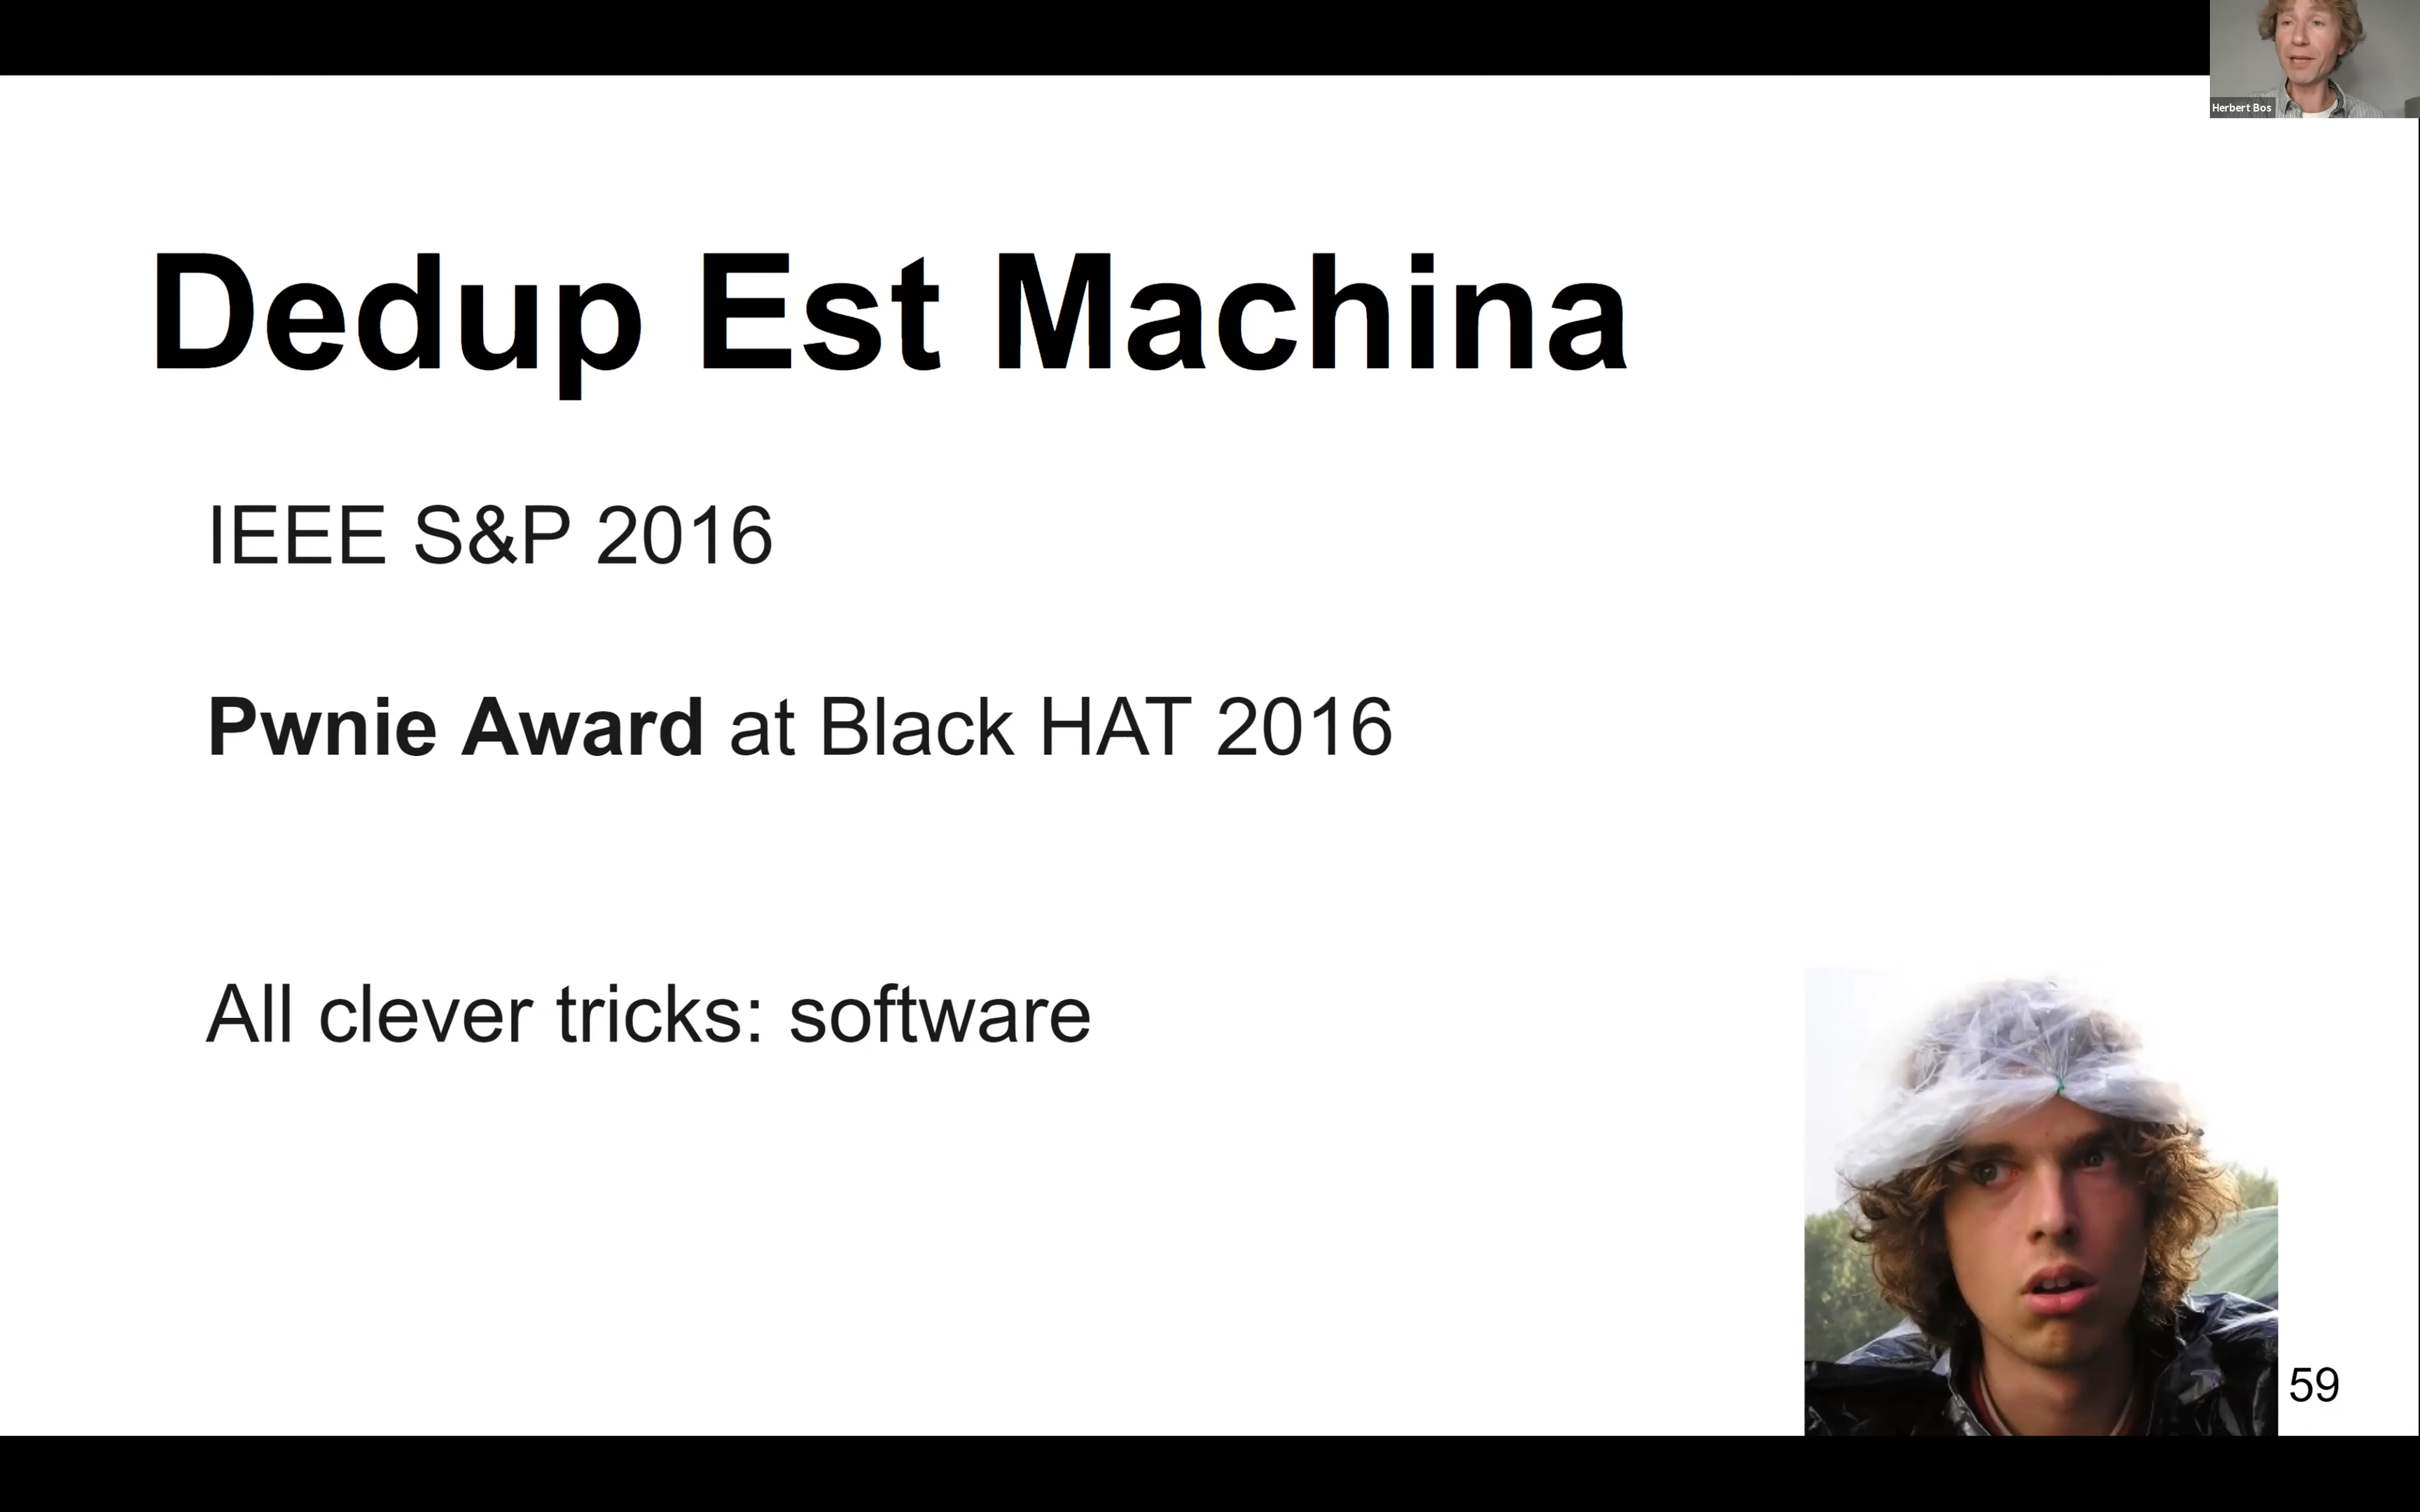 Herbert Bos
Dedup Est Machina
IEEE S&P 2016
Pwnie Award at Black HAT 2016
All clever tricks: software
59